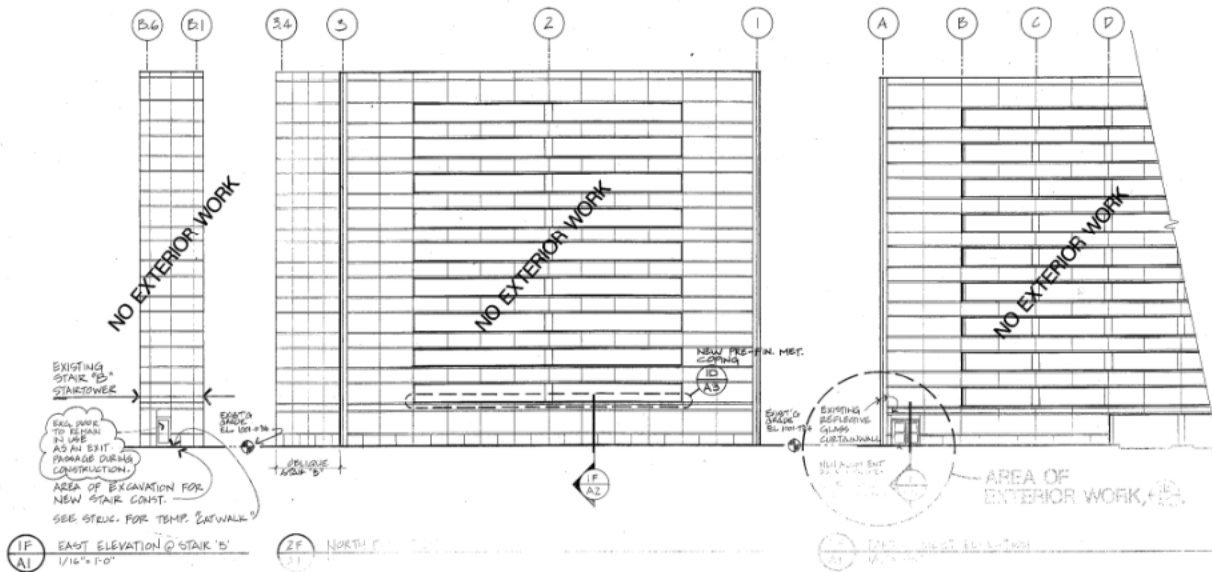 B.6
B.1
3.4
3
2
1
A
B
C
D
NO EXTERIOR WORK
NO EXTERIOR WORK
NO EXTERIOR WORK
EXISTING
STAIR "B"
STAIRTOWER
EXG. DOOR
TO REMAIN
IN USE
AS AN EXIT
PASSAGE DURING
CONSTRUCTION.
AREA OF EXCAVATION FOR
NEW STAIR CONST.
SEE STRUC. FOR TEMP. "CATWALK"
EXIST'G
GRADE
OBLIQUE
STAIR "B"
NEW PRE-FIN. MET.
COPING
1D
A3
1F
A2
EXIST'G
GRADE
EXISTING
REFLECTIVE
GLASS
CURTAINWALL
AREA OF
EXTERIOR WORK,
1F
A1
EAST ELEVATION @ STAIR 'B'
1/16"=1'-0"
2F
A1
NORTH